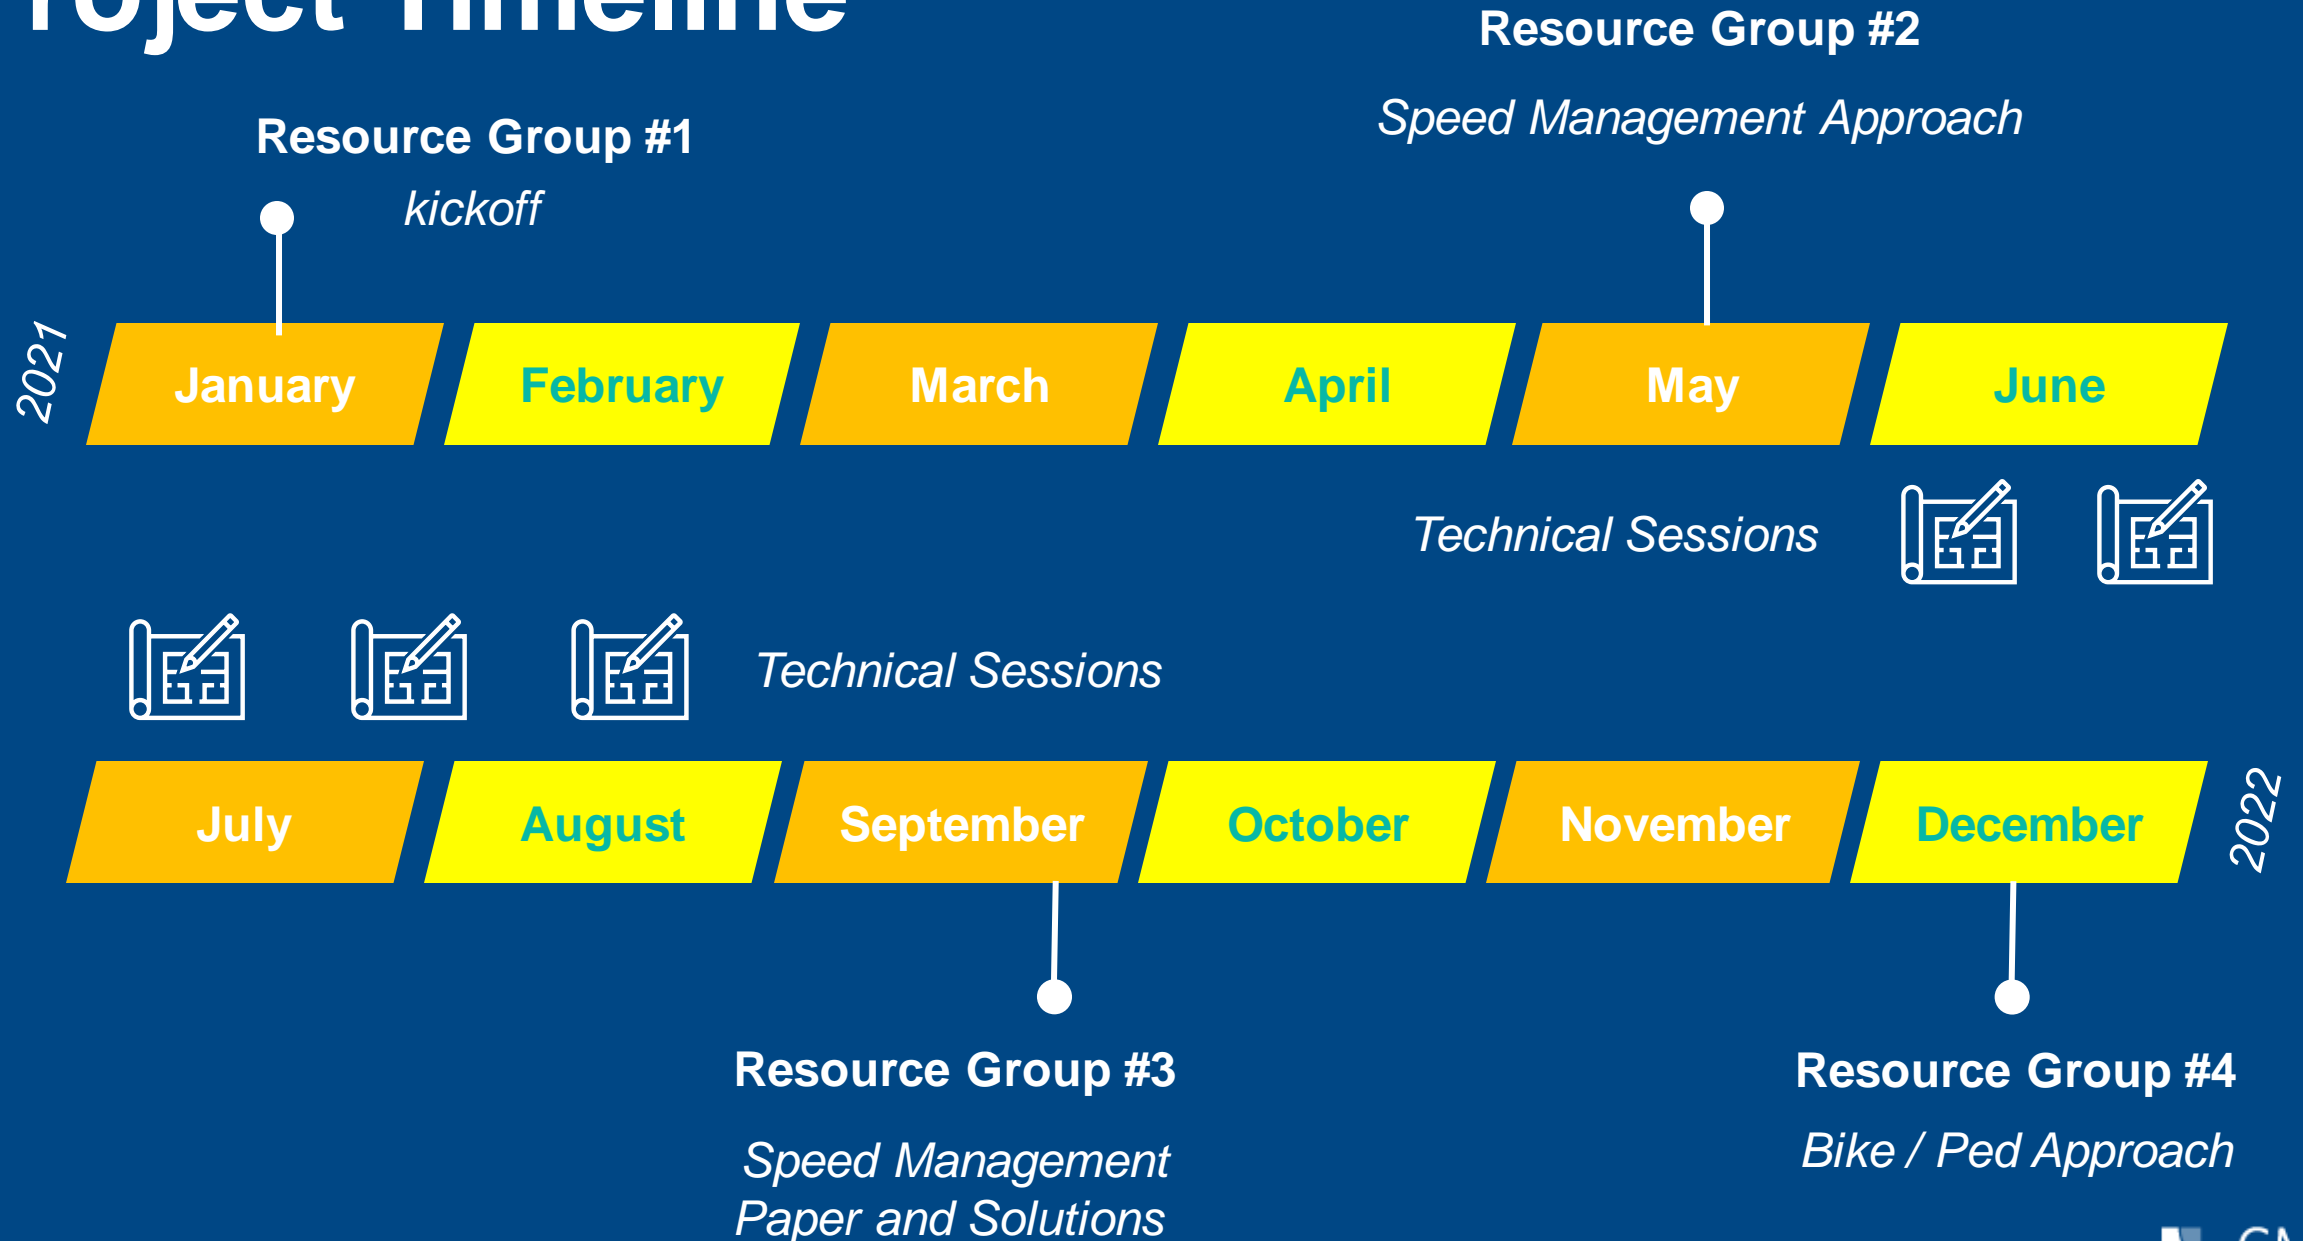 roject Timeline
Resource Group #2
Speed Management Approach
Resource Group #1
kickoff
2021
January
February
March
April
May
June
Technical Sessions
Technical Sessions
July
August
September
October
November
December
2022
Resource Group #3
Speed Management
Paper and Solutions
Resource Group #4
Bike / Ped Approach